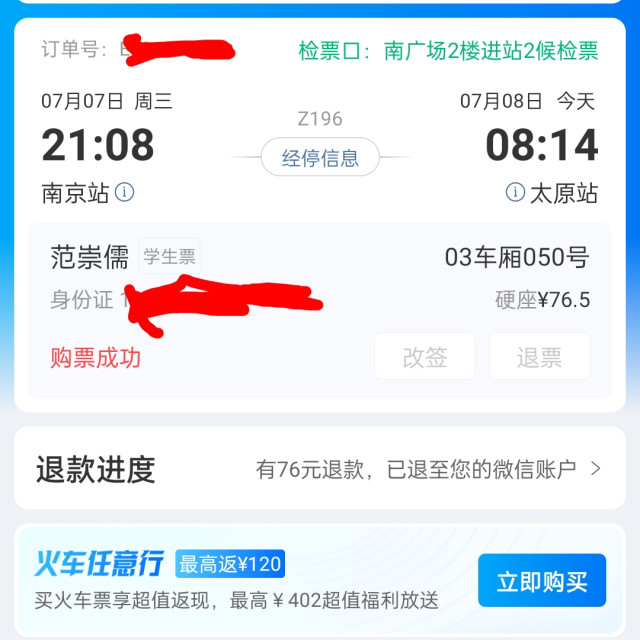 订单号：E
检票口：南广场2楼进站2候检票
07月07日 周三
07月08日 今天
Z196
21:08
08:14
经停信息
南京站
太原站
范崇儒 学生票
03车厢050号
身份证 1
硬座¥76.5
购票成功
改签
退票
退款进度
有76元退款，已退至您的微信账户
火车任意行 最高返¥120
买火车票享超值返现，最高￥402超值福利放送
立即购买